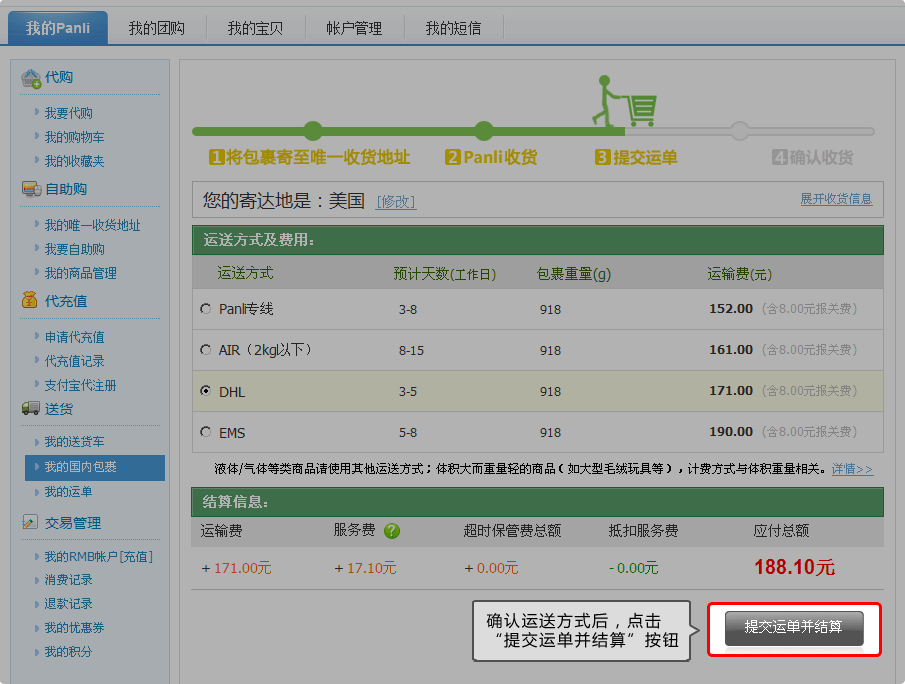 我的Panli 我的团购 我的宝贝 帐户管理 我的短信
代购
我要代购
我的购物车
我的收藏夹
自助购
我的唯一收货地址
我要自助购
我的商品管理
代充值
申请代充值
代充值记录
支付宝代注册
送货
我的送货车
我的国内包裹
我的运单
交易管理
我的RMB帐户[充值]
消费记录
退款记录
我的优惠券
我的积分
1将包裹寄至唯一收货地址 2Panli收货 3提交运单 4确认收货
您的寄达地是：美国 [修改] 展开收货信息
运送方式及费用:
运送方式 预计天数(工作日) 包裹重量(g) 运输费(元)
Panli专线 3-8 918 152.00 (含8.00元报关费)
AIR（2kg以下） 8-15 918 161.00 (含8.00元报关费)
DHL 3-5 918 171.00 (含8.00元报关费)
EMS 5-8 918 190.00 (含8.00元报关费)
液体/气体等类商品请使用其他运送方式；体积大而重量轻的商品（如大型毛绒玩具等），计费方式与体积重量相关。详情>>
结算信息:
运输费 服务费 ? 超时保管费总额 抵扣服务费 应付总额
+ 171.00元 + 17.10元 + 0.00元 - 0.00元 188.10元
确认运送方式后，点击
“提交运单并结算”按钮
提交运单并结算